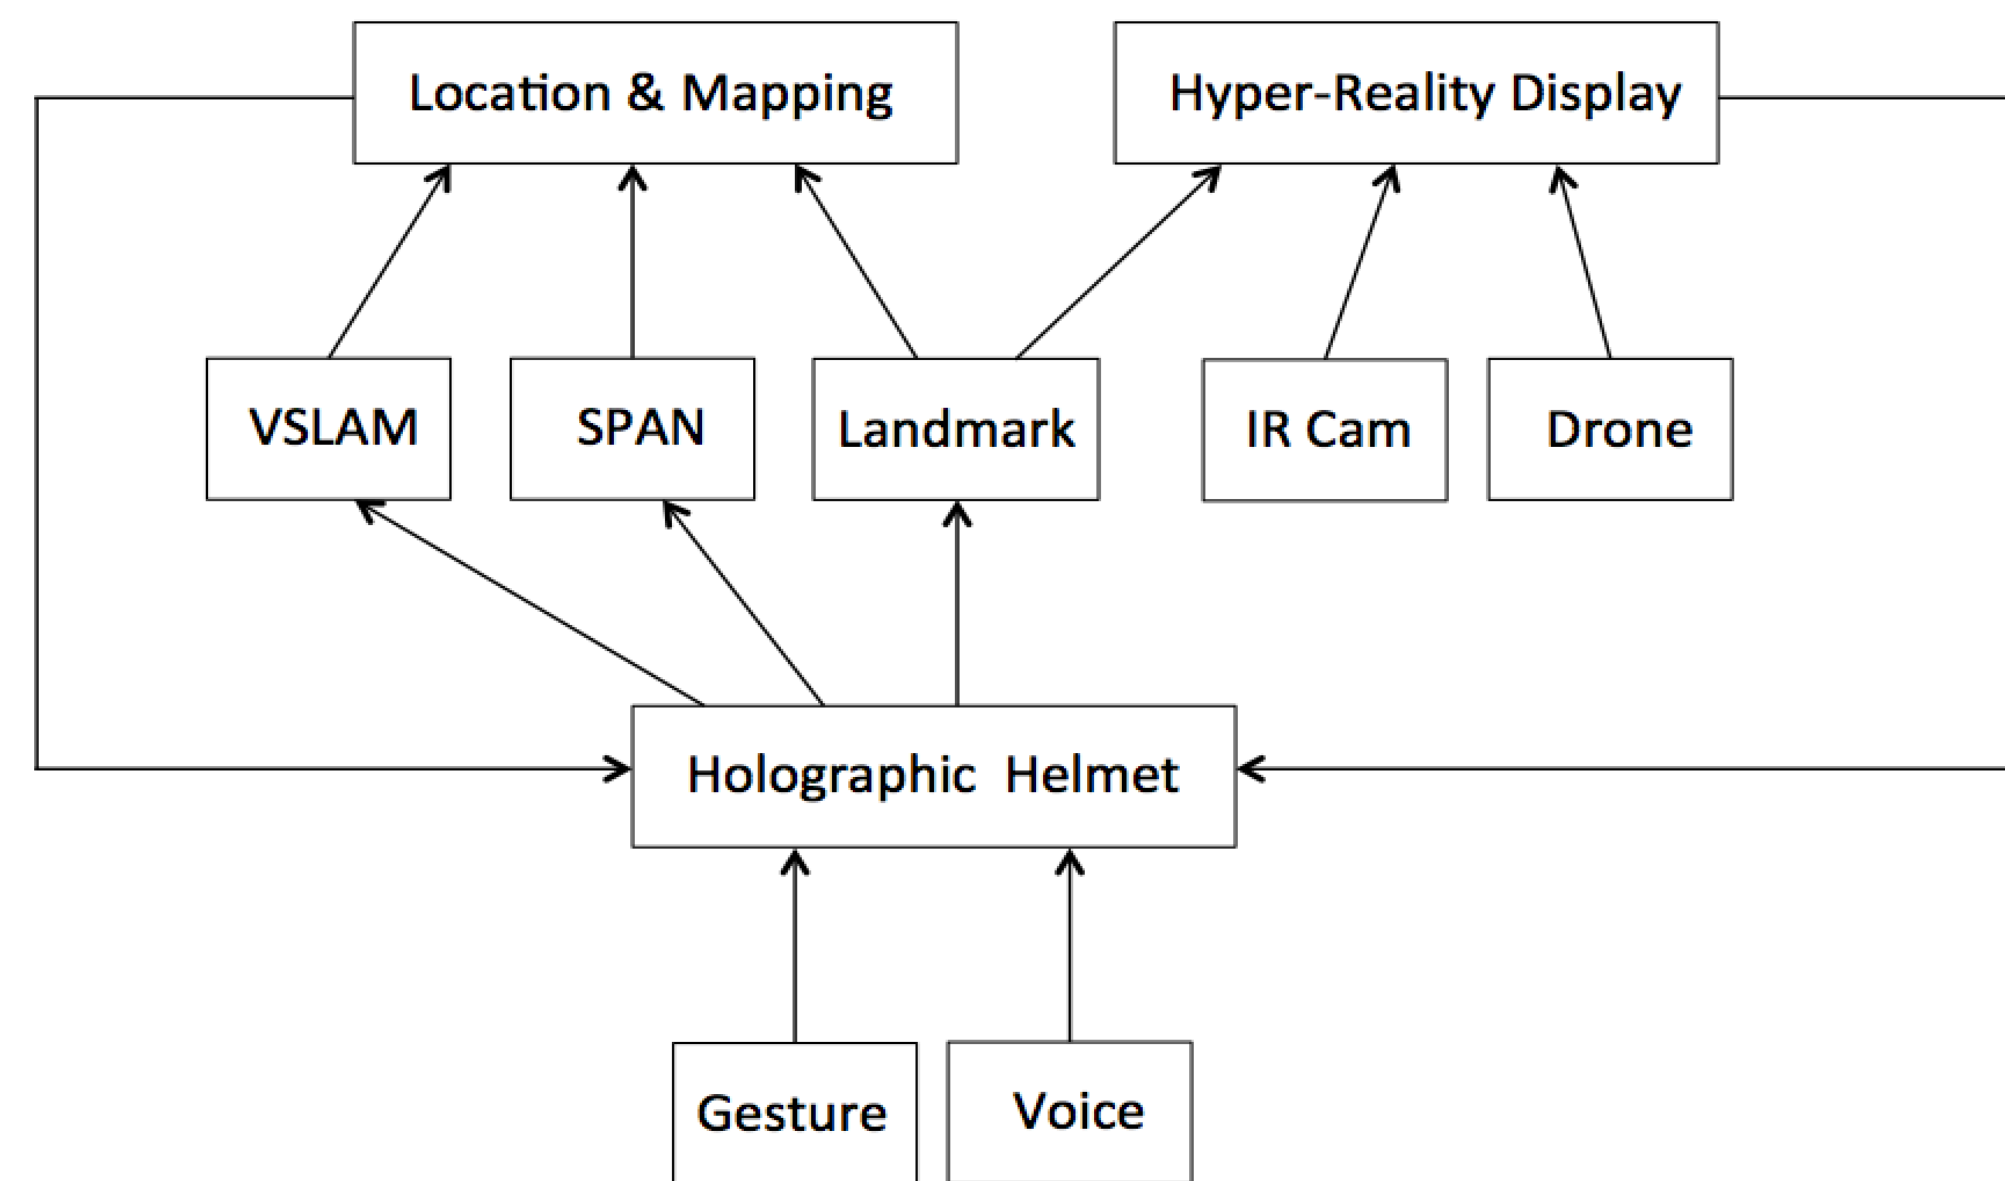 Location & Mapping
Hyper-Reality Display
VSLAM
SPAN
Landmark
IR Cam
Drone
Holographic Helmet
Gesture
Voice